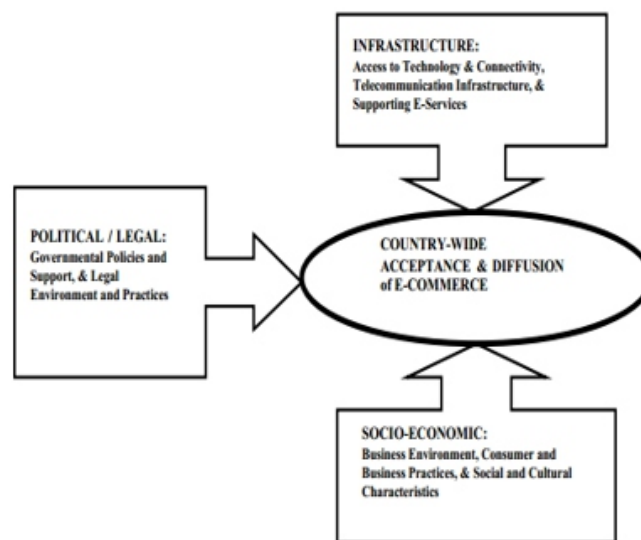 INFRASTRUCTURE:
Access to Technology & Connectivity,
Telecommunication Infrastructure, &
Supporting E-Services
POLITICAL / LEGAL:
Governmental Policies and
Support, & Legal
Environment and Practices
COUNTRY-WIDE
ACCEPTANCE & DIFFUSION
of E-COMMERCE
SOCIO-ECONOMIC:
Business Environment, Consumer and
Business Practices, & Social and Cultural
Characteristics